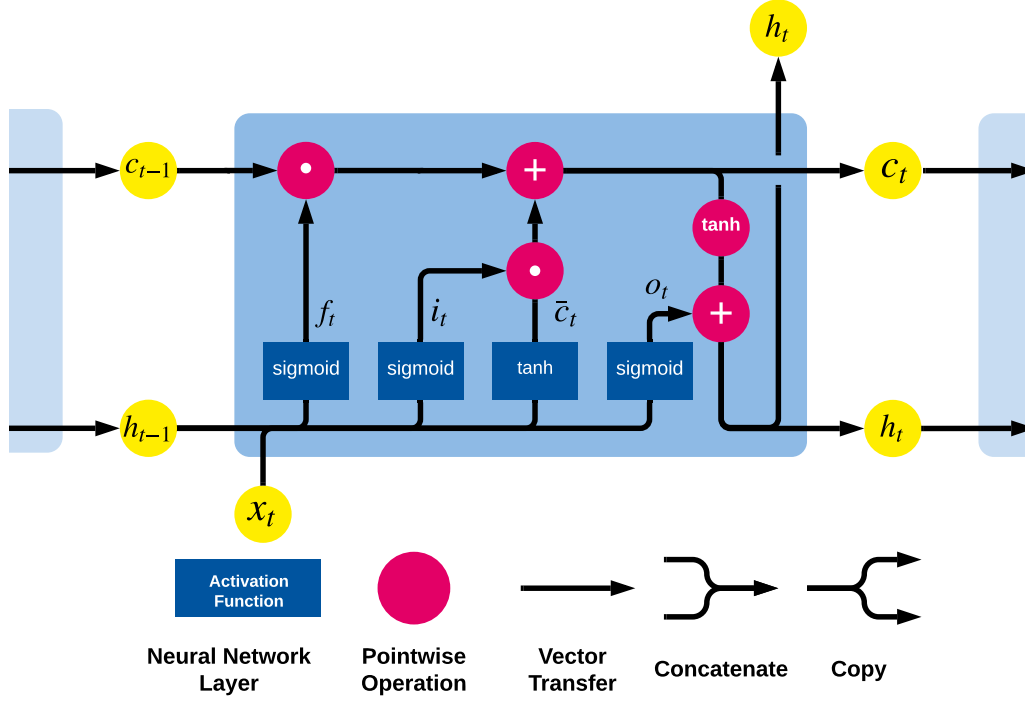 h_t
c_{t−1}
•
+
c_t
tanh
•
f_t
i_t
c̄_t
o_t
+
sigmoid
sigmoid
tanh
sigmoid
h_{t−1}
h_t
x_t
Activation
Function
Neural Network
Layer
Pointwise
Operation
Vector
Transfer
Concatenate
Copy